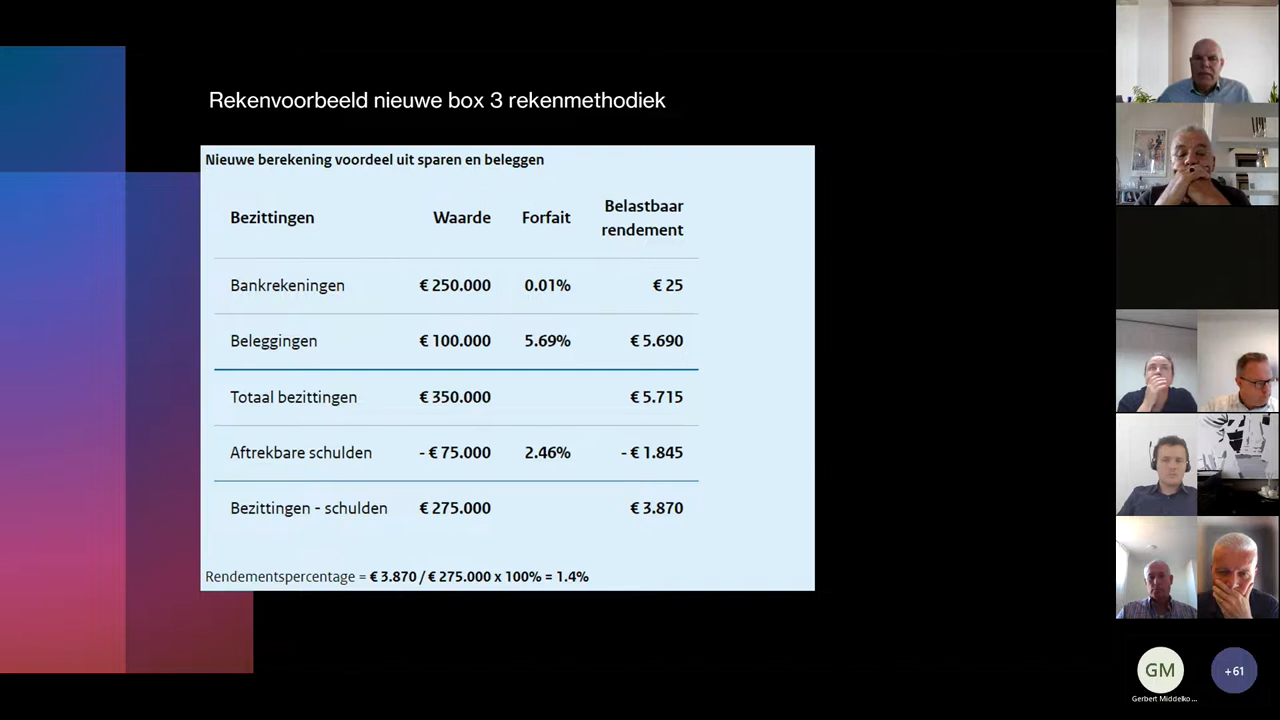 Rekenvoorbeeld nieuwe box 3 rekenmethodiek
Nieuwe berekening voordeel uit sparen en beleggen
Bezittingen Waarde Forfait Belastbaar rendement
Bankrekeningen € 250.000 0.01% € 25
Beleggingen € 100.000 5.69% € 5.690
Totaal bezittingen € 350.000 € 5.715
Aftrekbare schulden - € 75.000 2.46% - € 1.845
Bezittingen - schulden € 275.000 € 3.870
Rendementspercentage = € 3.870 / € 275.000 x 100% = 1.4%
GM
+61
Gerbert Middelko ...